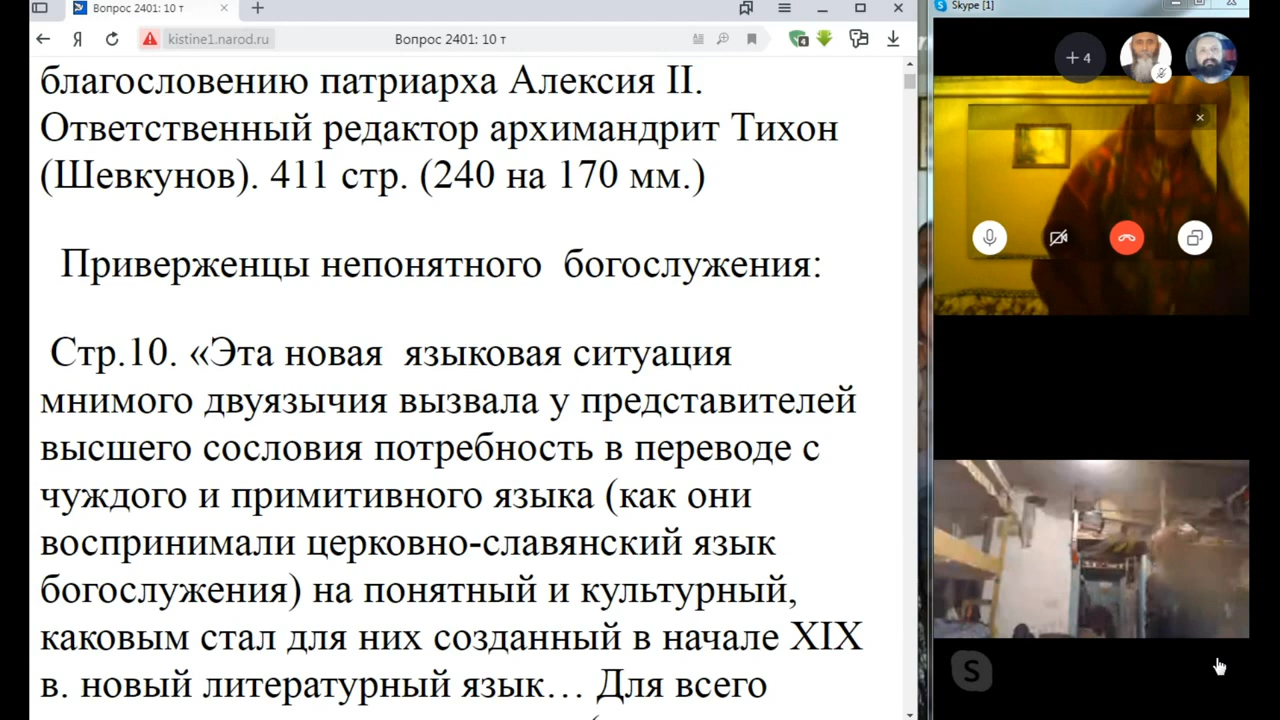 Вопрос 2401: 10 т
Skype [1]
kistine1.narod.ru
Вопрос 2401: 10 т
4
+ 4
благословению патриарха Алексия II.
Ответственный редактор архимандрит Тихон
(Шевкунов). 411 стр. (240 на 170 мм.)
Приверженцы непонятного богослужения:
Стр.10. «Эта новая языковая ситуация
мнимого двуязычия вызвала у представителей
высшего сословия потребность в переводе с
чуждого и примитивного языка (как они
воспринимали церковно-славянский язык
богослужения) на понятный и культурный,
каковым стал для них созданный в начале XIX
в. новый литературный язык… Для всего